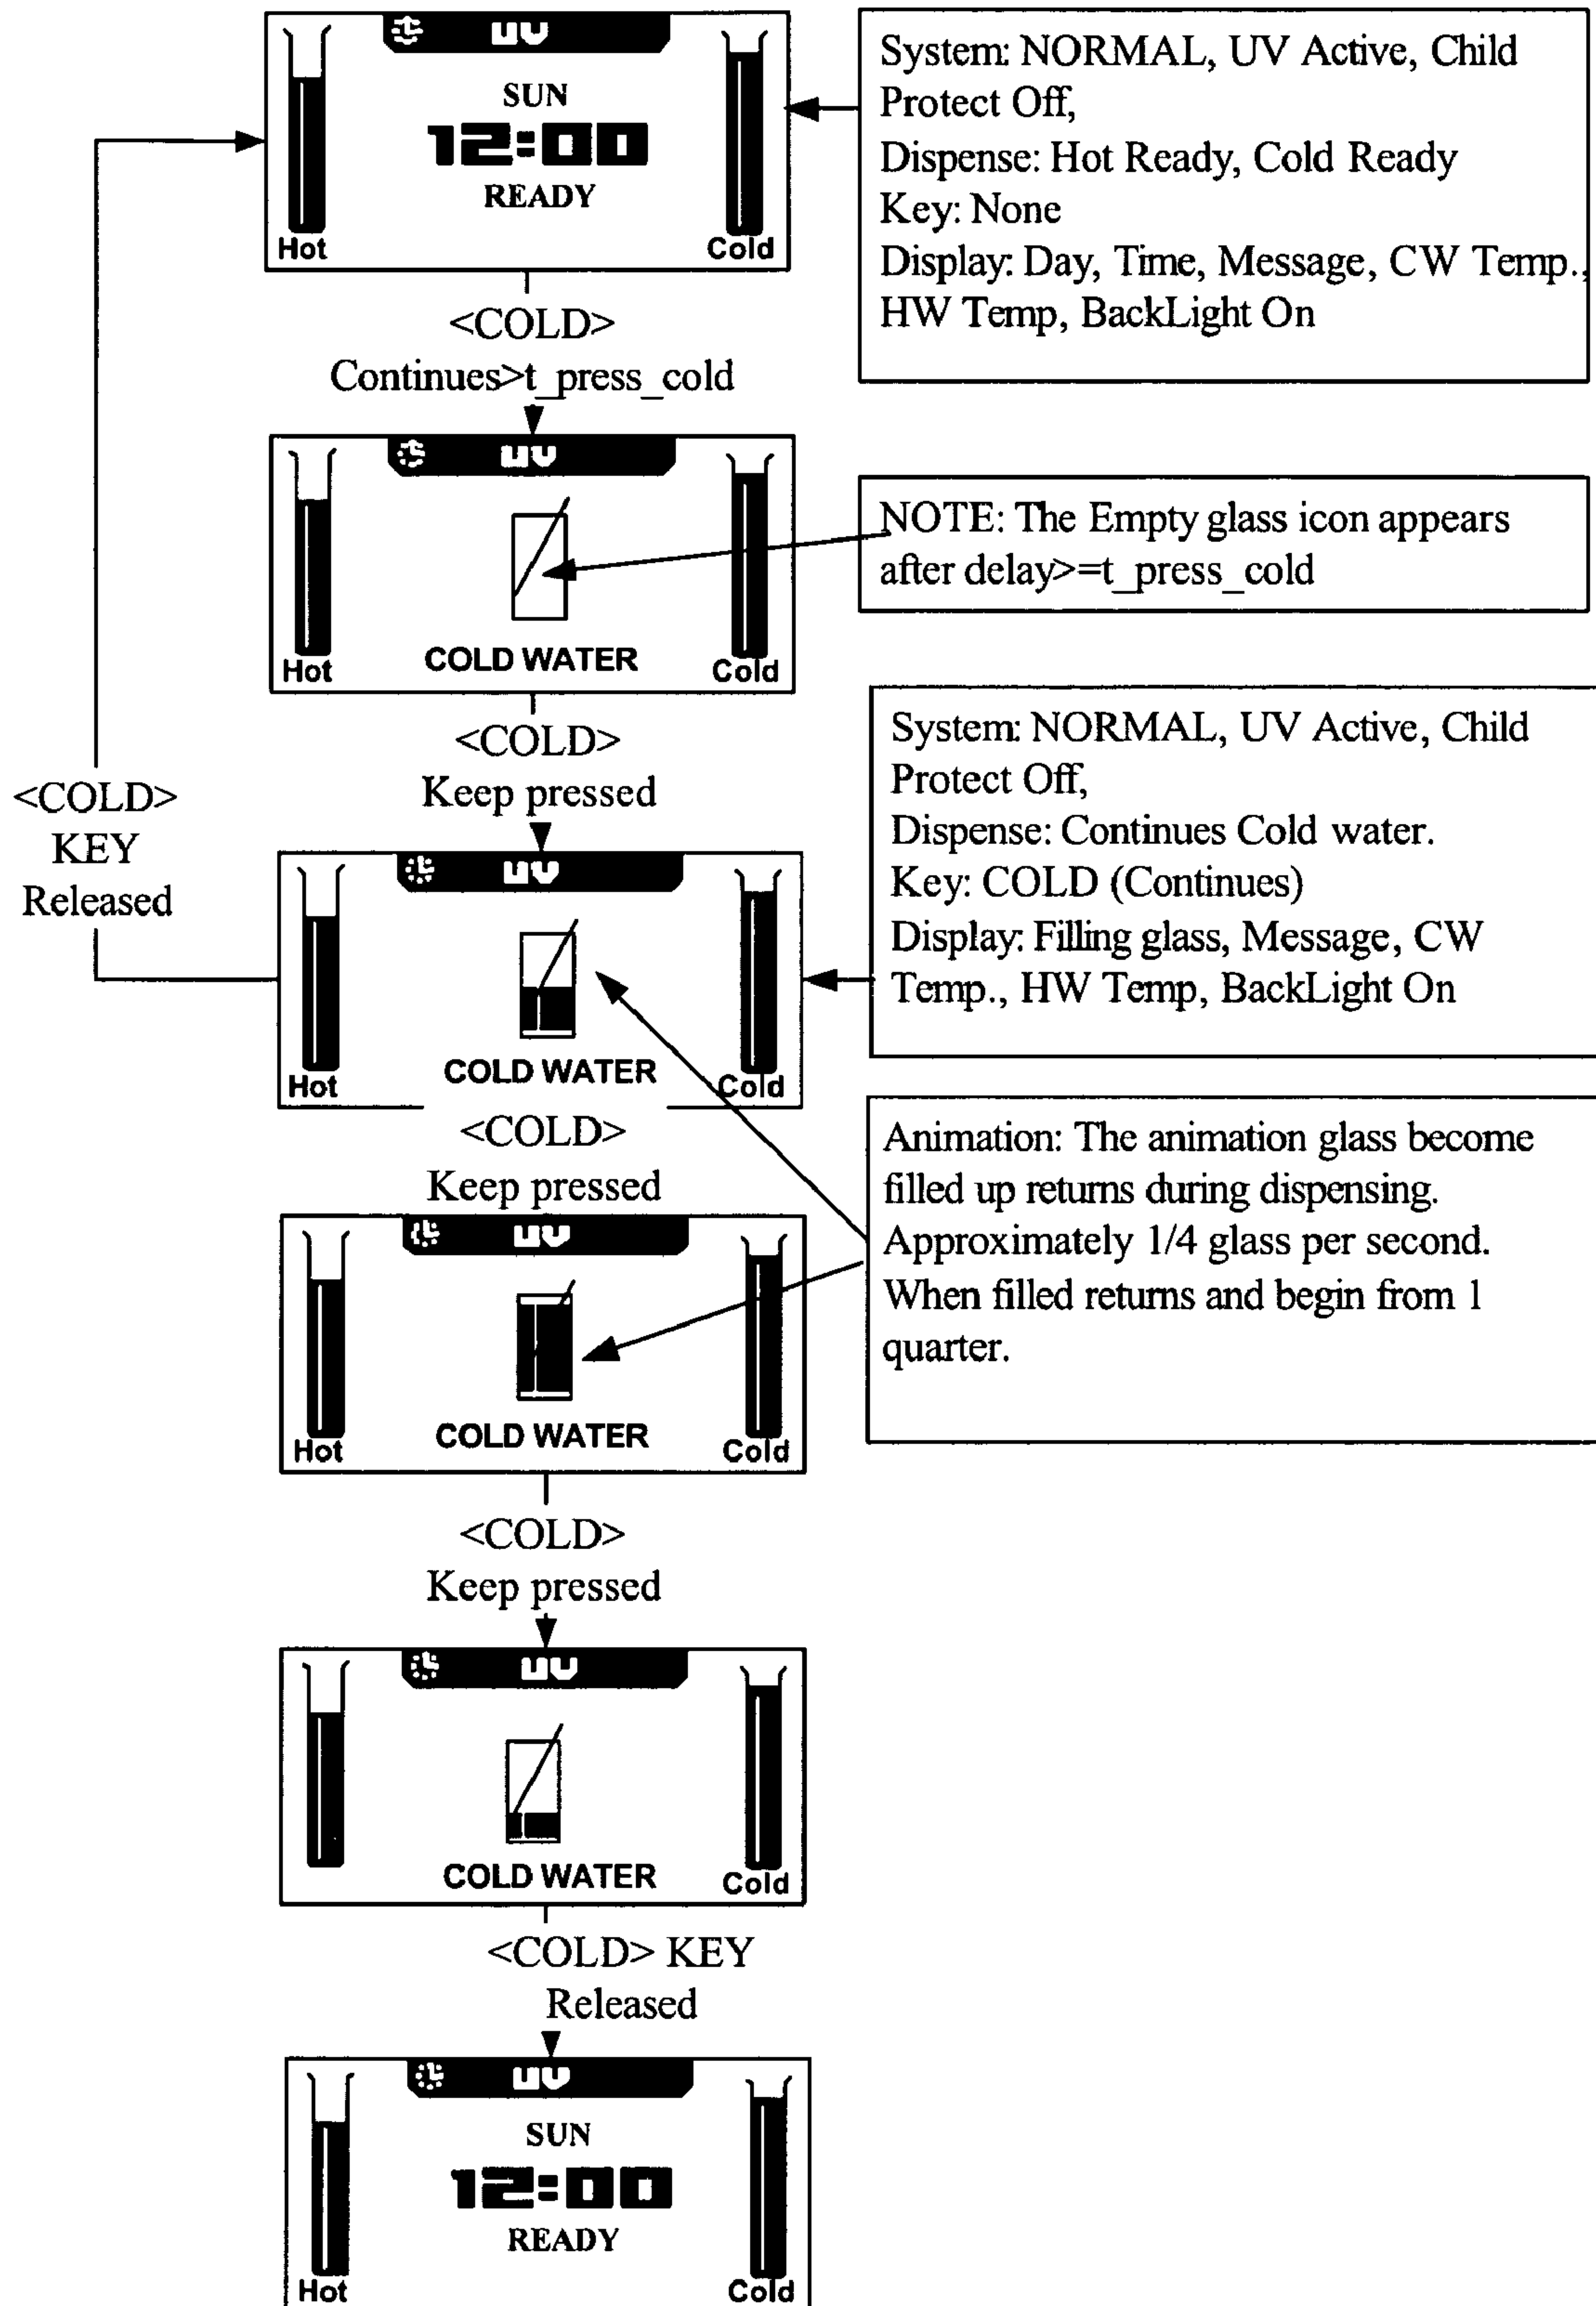 UV
SUN
12:00
READY
Hot
Cold
System: NORMAL, UV Active, Child
Protect Off,
Dispense: Hot Ready, Cold Ready
Key: None
Display: Day, Time, Message, CW Temp.,
HW Temp, BackLight On
<COLD>
Continues>t_press_cold
UV
COLD WATER
Hot
Cold
NOTE: The Empty glass icon appears
after delay>=t_press_cold
<COLD>
Keep pressed
<COLD>
KEY
Released
UV
COLD WATER
Hot
Cold
System: NORMAL, UV Active, Child
Protect Off,
Dispense: Continues Cold water.
Key: COLD (Continues)
Display: Filling glass, Message, CW
Temp., HW Temp, BackLight On
<COLD>
Keep pressed
Animation: The animation glass become
filled up returns during dispensing.
Approximately 1/4 glass per second.
When filled returns and begin from 1
quarter.
UV
COLD WATER
Hot
Cold
<COLD>
Keep pressed
UV
COLD WATER
Cold
<COLD> KEY
Released
UV
SUN
12:00
READY
Hot
Cold